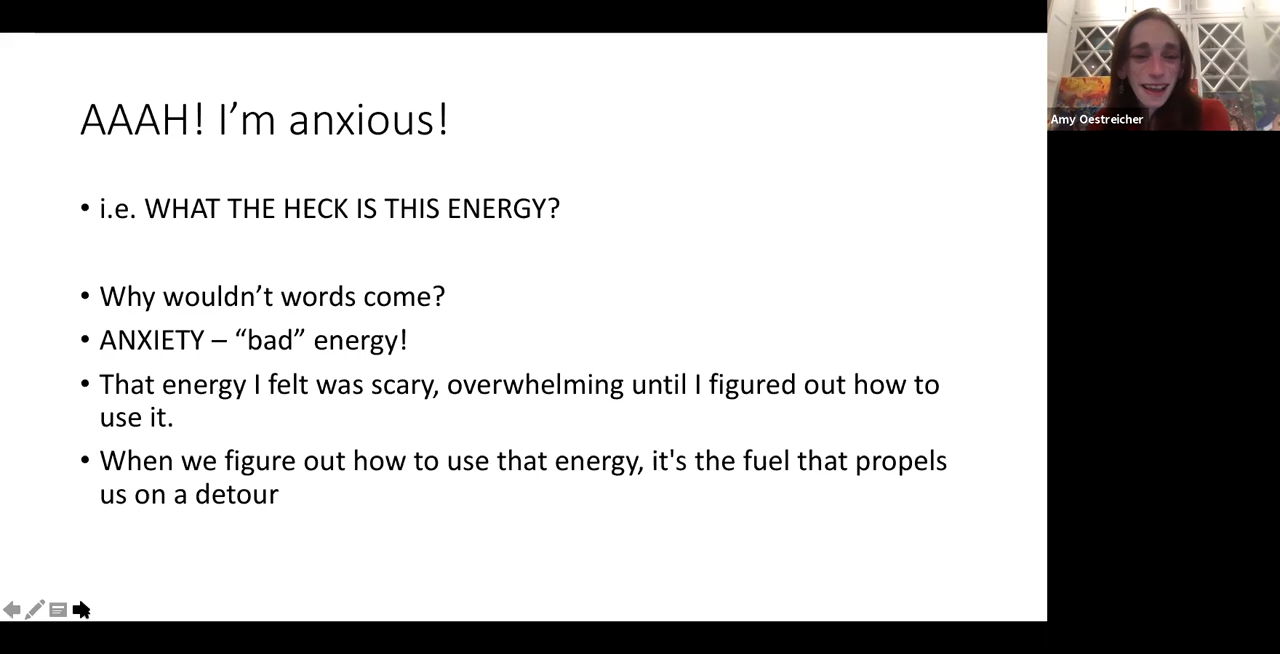 AAAH! I’m anxious!
• i.e. WHAT THE HECK IS THIS ENERGY?
• Why wouldn’t words come?
• ANXIETY – “bad” energy!
• That energy I felt was scary, overwhelming until I figured out how to
use it.
• When we figure out how to use that energy, it's the fuel that propels
us on a detour
Amy Oestreicher